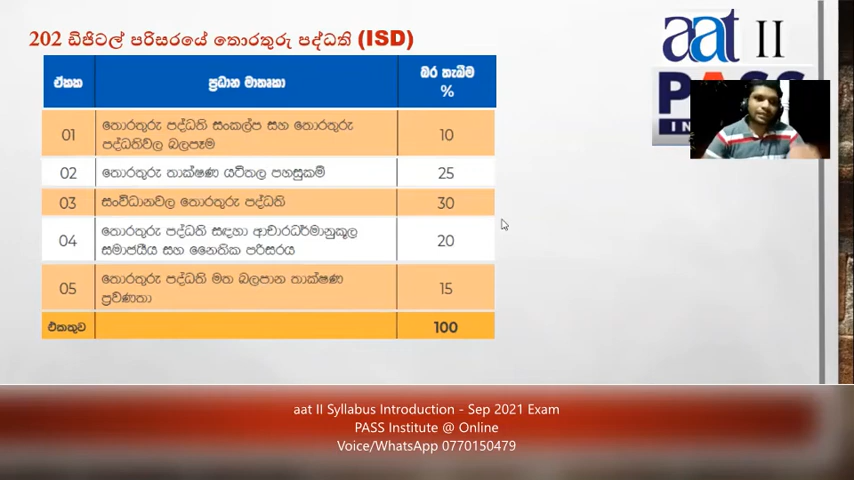 202 ඩිජිටල් පරිසරයේ තොරතුරු පද්ධති (ISD)
aat II
PASS
ඒකක ප්‍රධාන මාතෘකා බර තැබීම %
01 තොරතුරු පද්ධති සංකල්ප සහ තොරතුරු පද්ධතිවල බලපෑම 10
02 තොරතුරු තාක්ෂණ යටිතල පහසුකම් 25
03 සංවිධානවල තොරතුරු පද්ධති 30
04 තොරතුරු පද්ධති සඳහා ආචාරධර්මානුකූල සමාජයීය සහ නෛතික පරිසරය 20
05 තොරතුරු පද්ධති මත බලපාන තාක්ෂණ ප්‍රවණතා 15
එකතුව 100
aat II Syllabus Introduction - Sep 2021 Exam
PASS Institute @ Online
Voice/WhatsApp 0770150479